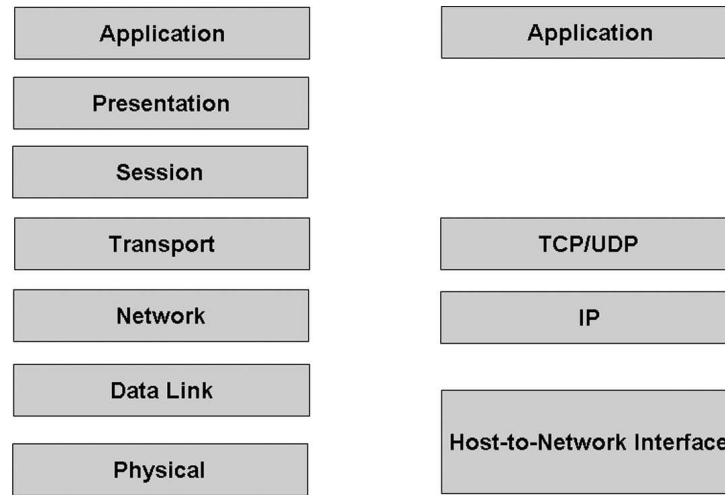 Application
Presentation
Session
Transport
Network
Data Link
Physical
Application
TCP/UDP
IP
Host-to-Network Interface